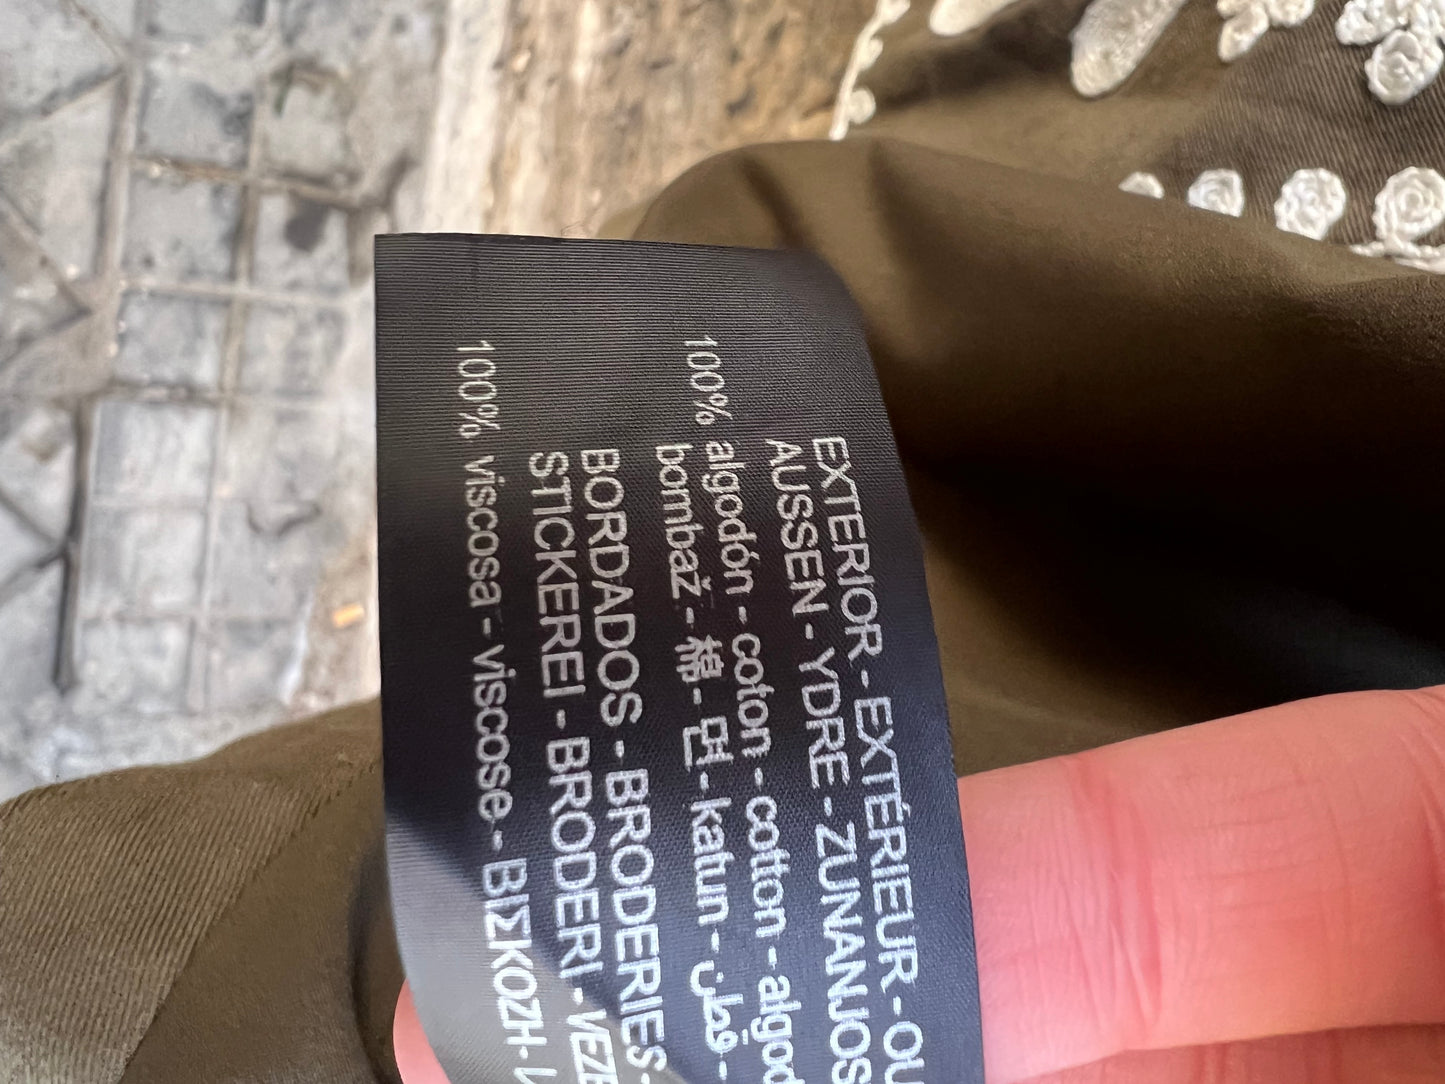 EXTERIOR - EXTÉRIEUR - OU
AUSSEN - YDRE - ZUNANJOS
100% algodón - coton - cotton - algod
bombaž - 棉 - 면 - katun - قطن -
BORDADOS - BRODERIES -
STICKEREI - BRODERI - VEZE
100% viscosa - viscose - ΒΙΣΚΟΖΗ -